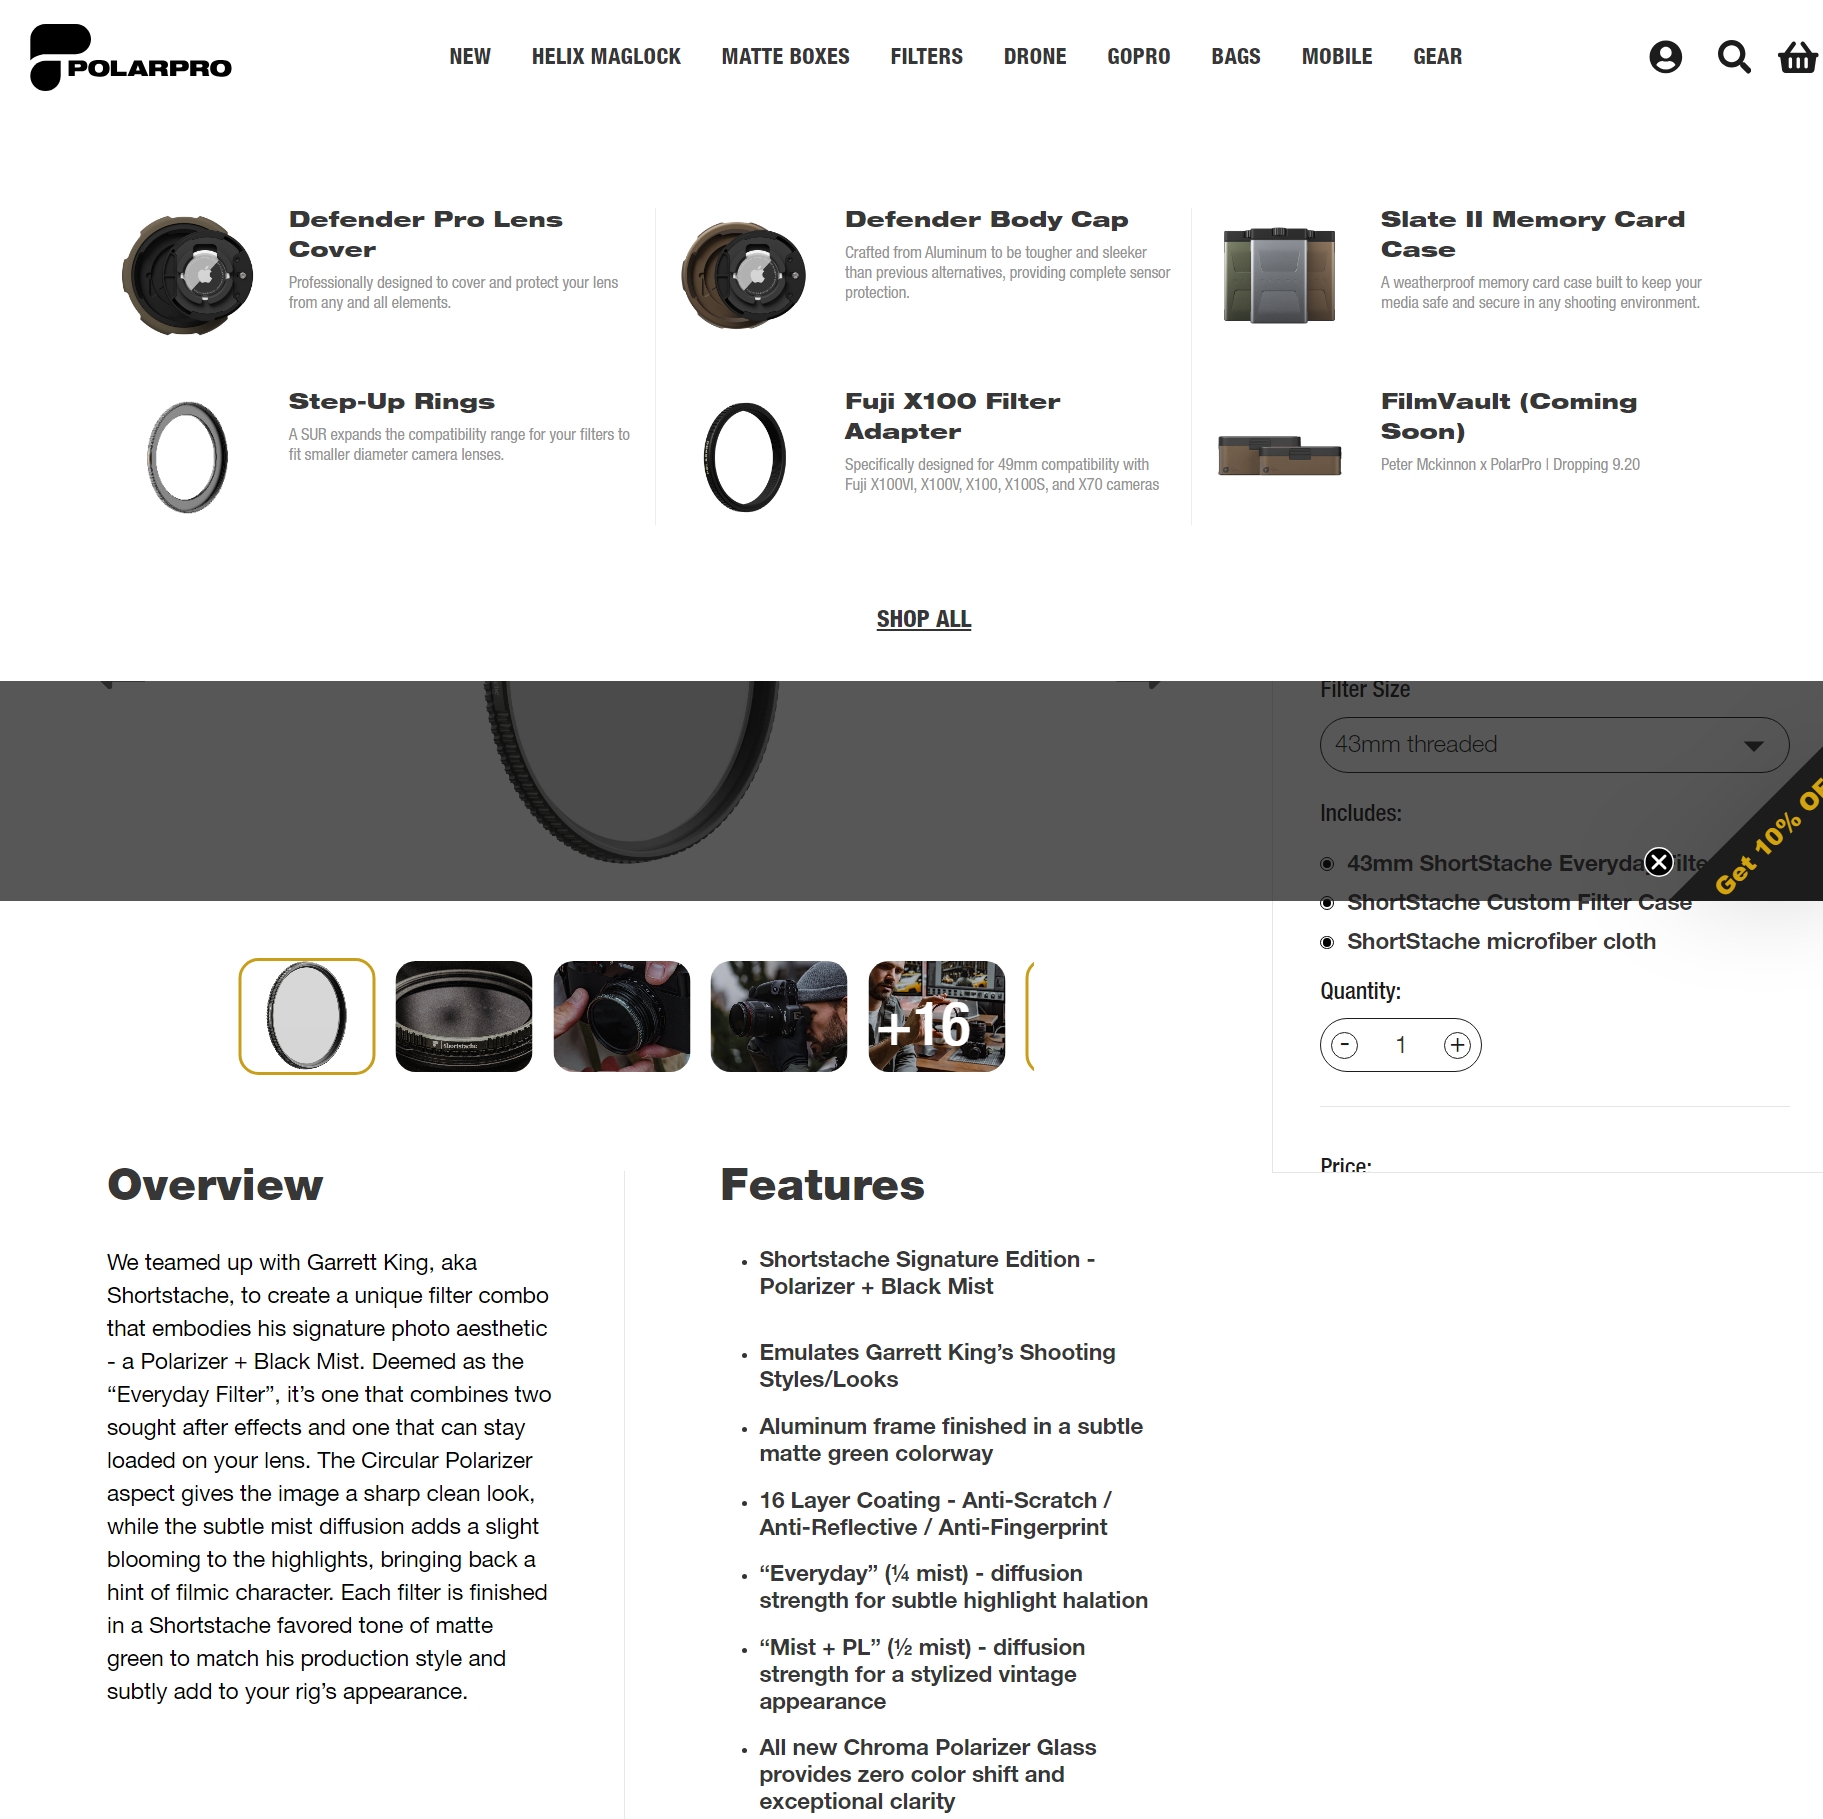 POLARPRO
NEW HELIX MAGLOCK MATTE BOXES FILTERS DRONE GOPRO BAGS MOBILE GEAR
Defender Pro Lens
Cover
Professionally designed to cover and protect your lens
from any and all elements.
Defender Body Cap
Crafted from Aluminum to be tougher and sleeker
than previous alternatives, providing complete sensor
protection.
Slate II Memory Card
Case
A weatherproof memory card case built to keep your
media safe and secure in any shooting environment.
Step-Up Rings
A SUR expands the compatibility range for your filters to
fit smaller diameter camera lenses.
Fuji X100 Filter
Adapter
Specifically designed for 49mm compatibility with
Fuji X100VI, X100V, X100, X100S, and X70 cameras
FilmVault (Coming
Soon)
Peter Mckinnon x PolarPro | Dropping 9.20
SHOP ALL
Filter Size
43mm threaded
Includes:
43mm ShortStache Everyday Filte
ShortStache Custom Filter Case
ShortStache microfiber cloth
Get 10% OF
Quantity:
- 1 +
Price:
Shortstache
+16
Overview
We teamed up with Garrett King, aka
Shortstache, to create a unique filter combo
that embodies his signature photo aesthetic
- a Polarizer + Black Mist. Deemed as the
“Everyday Filter”, it’s one that combines two
sought after effects and one that can stay
loaded on your lens. The Circular Polarizer
aspect gives the image a sharp clean look,
while the subtle mist diffusion adds a slight
blooming to the highlights, bringing back a
hint of filmic character. Each filter is finished
in a Shortstache favored tone of matte
green to match his production style and
subtly add to your rig’s appearance.
Features
• Shortstache Signature Edition -
Polarizer + Black Mist
• Emulates Garrett King’s Shooting
Styles/Looks
• Aluminum frame finished in a subtle
matte green colorway
• 16 Layer Coating - Anti-Scratch /
Anti-Reflective / Anti-Fingerprint
• “Everyday” (¼ mist) - diffusion
strength for subtle highlight halation
• “Mist + PL” (½ mist) - diffusion
strength for a stylized vintage
appearance
• All new Chroma Polarizer Glass
provides zero color shift and
exceptional clarity